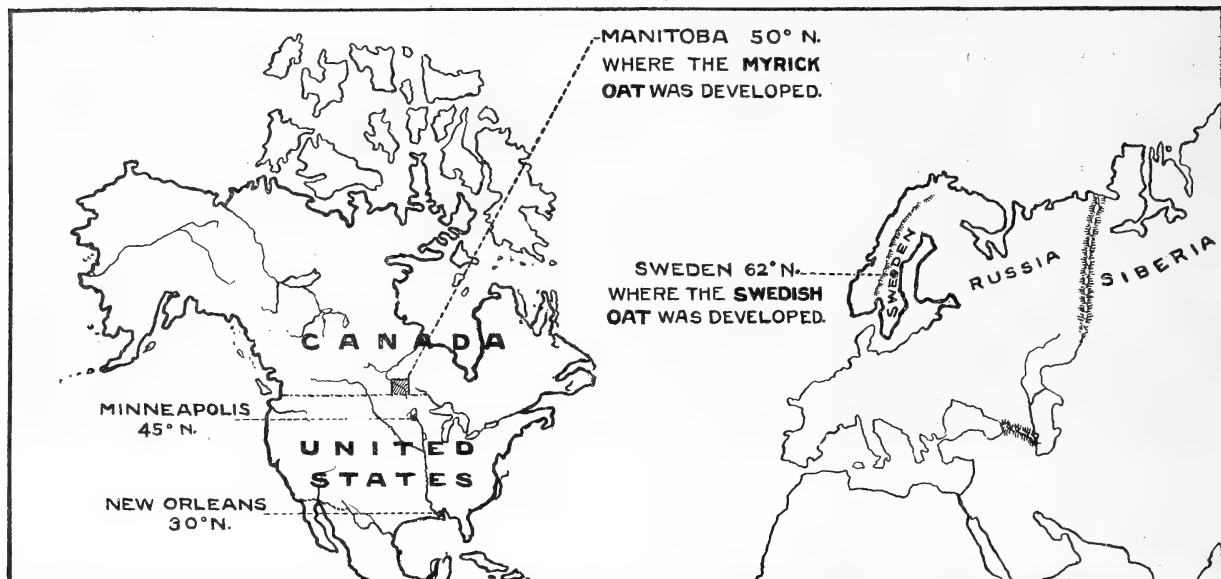 MANITOBA 50° N.
WHERE THE MYRICK
OAT WAS DEVELOPED.
SWEDEN 62° N.
WHERE THE SWEDISH
OAT WAS DEVELOPED.
SWEDEN
RUSSIA
SIBERIA
CANADA
MINNEAPOLIS
45° N.
UNITED
STATES
NEW ORLEANS
30° N.